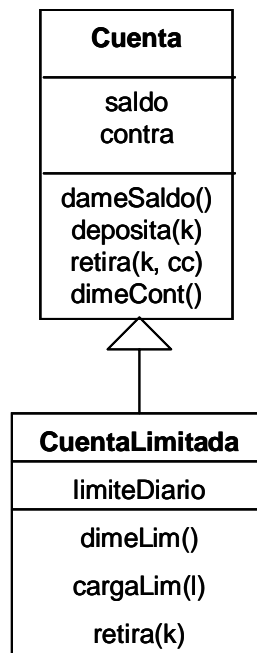 Cuenta
saldo
contra
dameSaldo()
deposita(k)
retira(k, cc)
dimeCont()
CuentaLimitada
limiteDiario
dimeLim()
cargaLim(l)
retira(k)